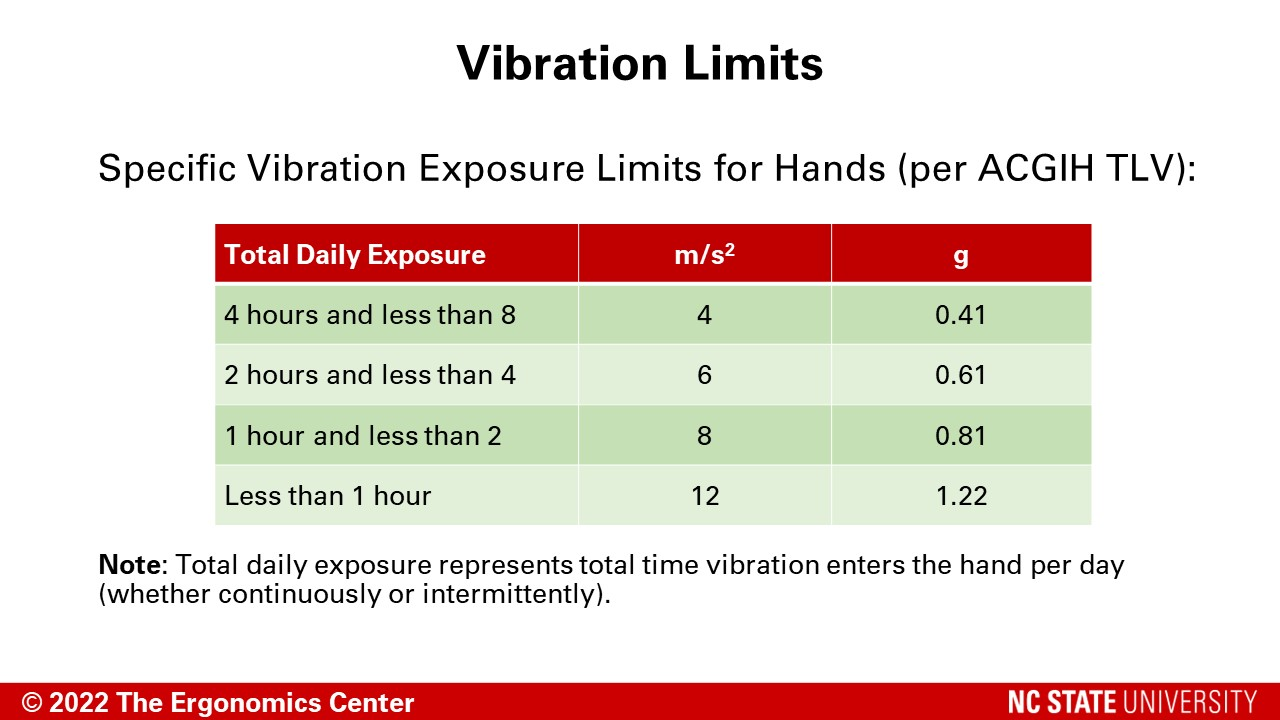 Vibration Limits
Specific Vibration Exposure Limits for Hands (per ACGIH TLV):
Total Daily Exposure m/s² g
4 hours and less than 8 4 0.41
2 hours and less than 4 6 0.61
1 hour and less than 2 8 0.81
Less than 1 hour 12 1.22
Note: Total daily exposure represents total time vibration enters the hand per day
(whether continuously or intermittently).
© 2022 The Ergonomics Center NC STATE UNIVERSITY